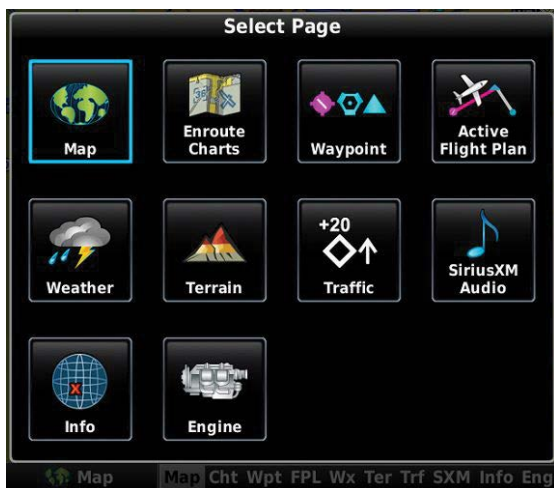 Select Page
Map
Enroute
Charts
Waypoint
Active
Flight Plan
Weather
Terrain
+20
Traffic
SiriusXM
Audio
X
Info
Engine
Map
Map Cht Wpt FPL Wx Ter Trf SXM Info Eng